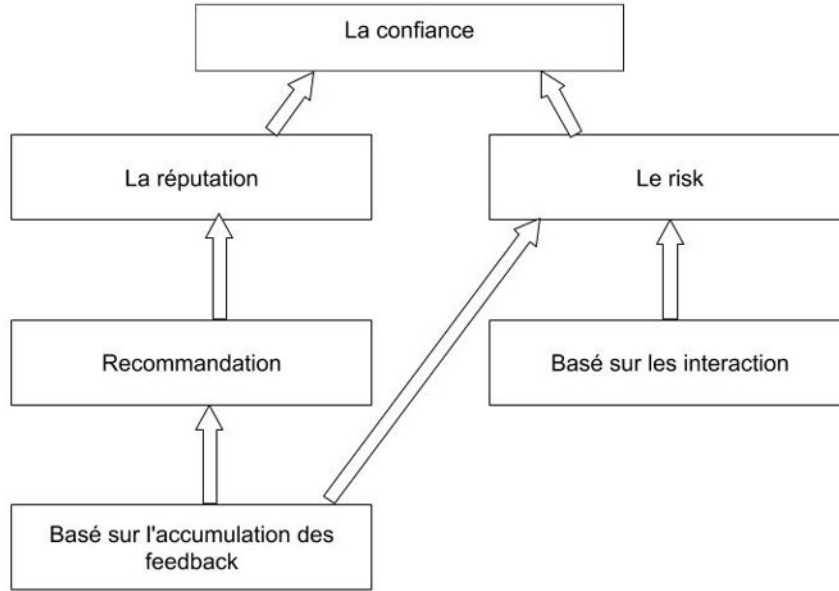 La confiance
La réputation
Le risk
Recommandation
Basé sur les interaction
Basé sur l'accumulation des
feedback